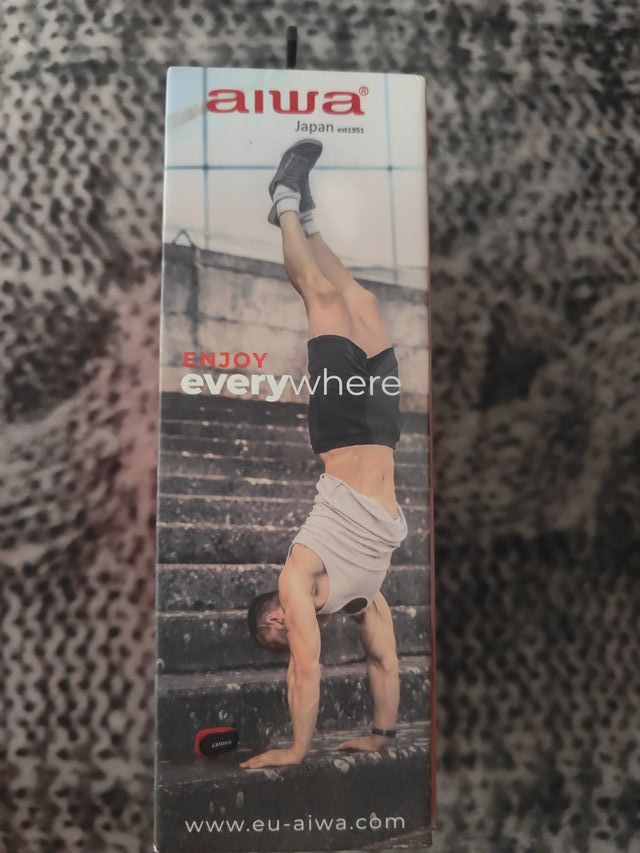 aiwa®
Japan est1951
ENJOY
everywhere
aiwa
www.eu-aiwa.com